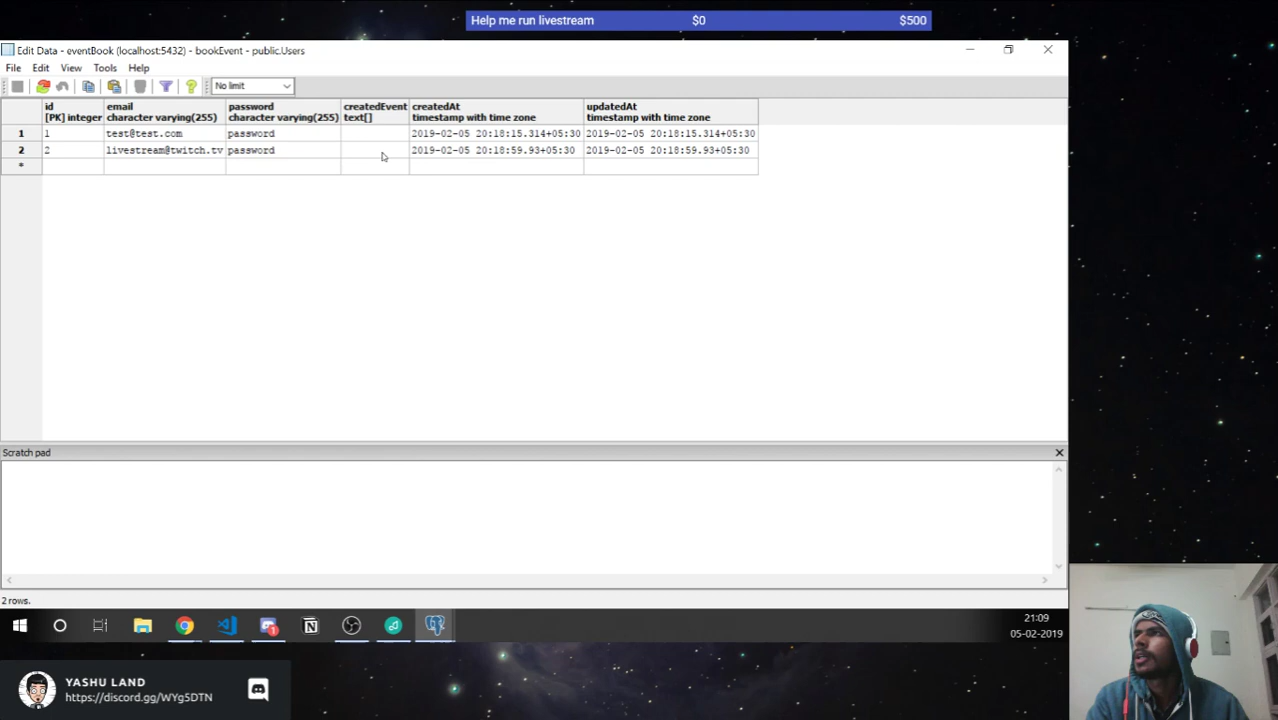 Help me run livestream $0 $500
Edit Data - eventBook (localhost:5432) - bookEvent - public.Users
File Edit View Tools Help
No limit
id email password createdEvent createdAt updatedAt
[PK] integer character varying(255) character varying(255) text[] timestamp with time zone timestamp with time zone
1 1 test@test.com password 2019-02-05 20:18:15.314+05:30 2019-02-05 20:18:15.314+05:30
2 2 livestream@twitch.tv password 2019-02-05 20:18:59.93+05:30 2019-02-05 20:18:59.93+05:30
*
Scratch pad
2 rows.
21:09
05-02-2019
YASHU LAND
https://discord.gg/WYg5DTN